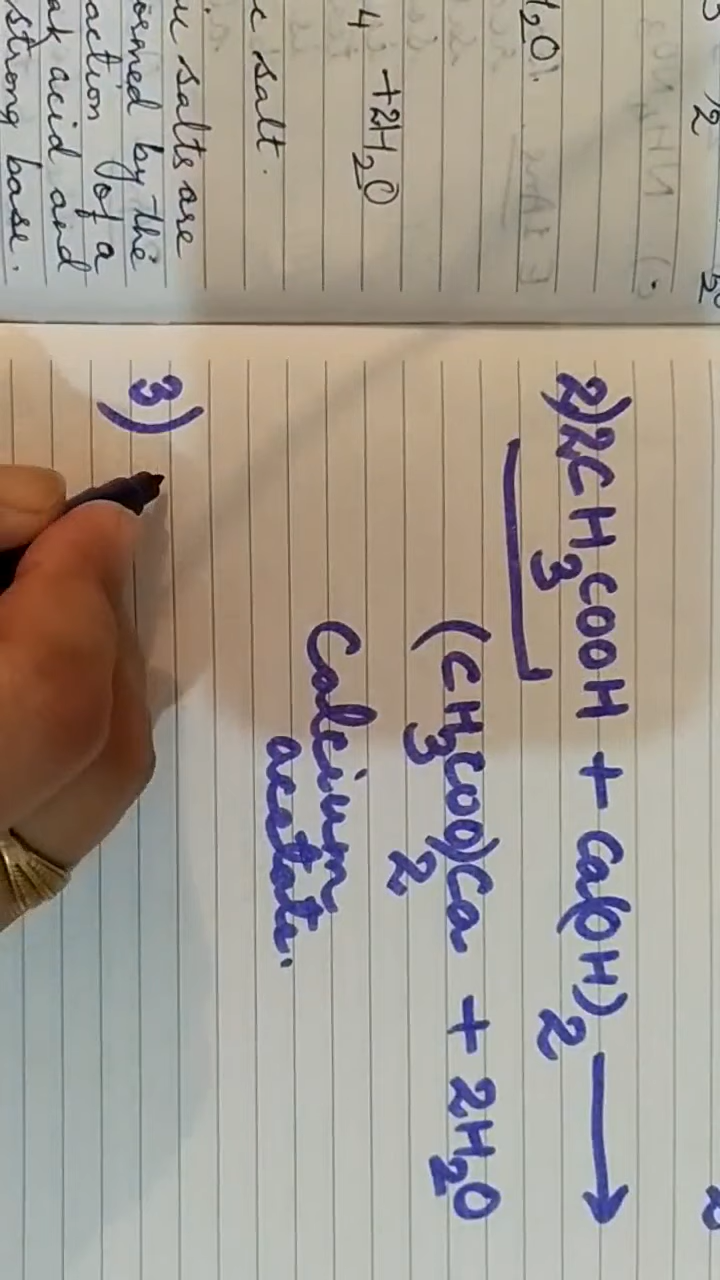 H₂O.
4 +2H₂O
salt.
salts are
formed by the
action of a
acid and
strong base.
2) 2CH₃COOH + Ca(OH)₂ →
(CH₃COO)₂Ca + 2H₂O
Calcium
acetate.
3)